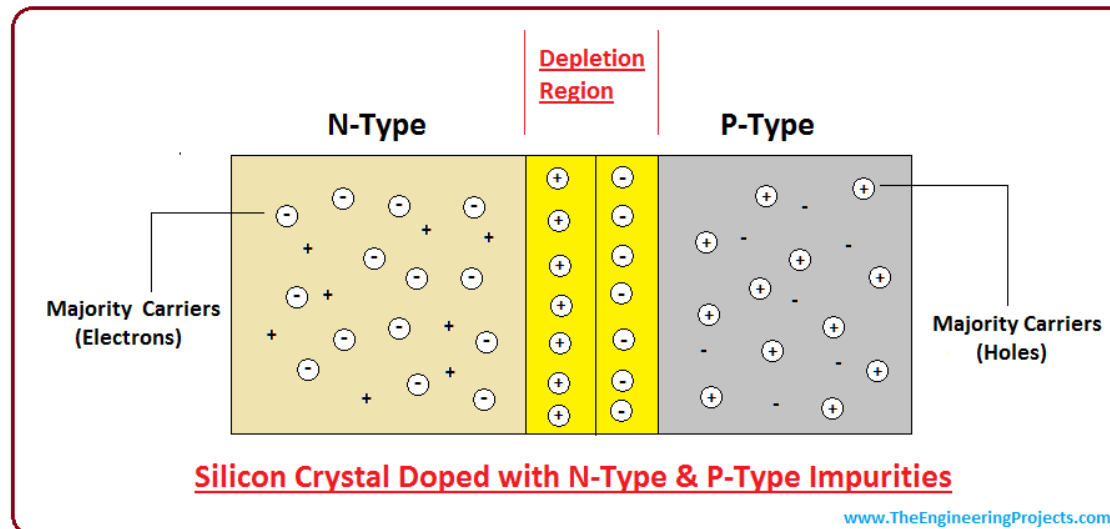 Depletion
Region
N-Type
P-Type
Majority Carriers
(Electrons)
Majority Carriers
(Holes)
Silicon Crystal Doped with N-Type & P-Type Impurities
www.TheEngineeringProjects.com